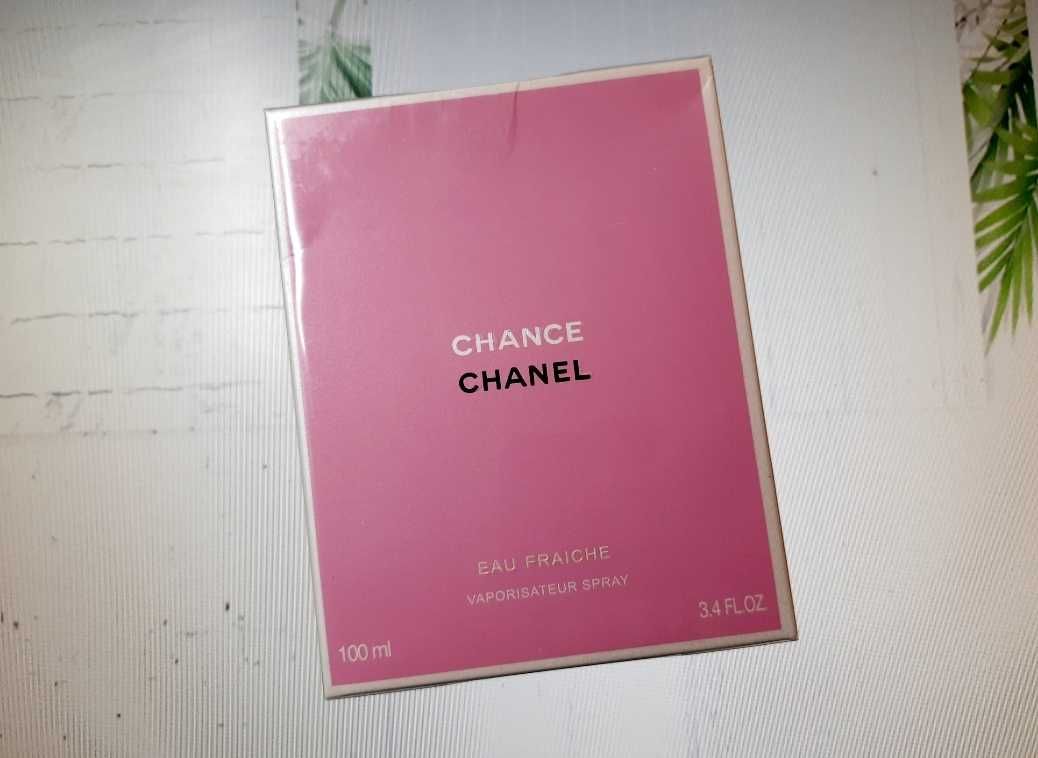 CHANCE
CHANEL
EAU FRAICHE
VAPORISATEUR SPRAY
100 ml
3.4 FL.OZ